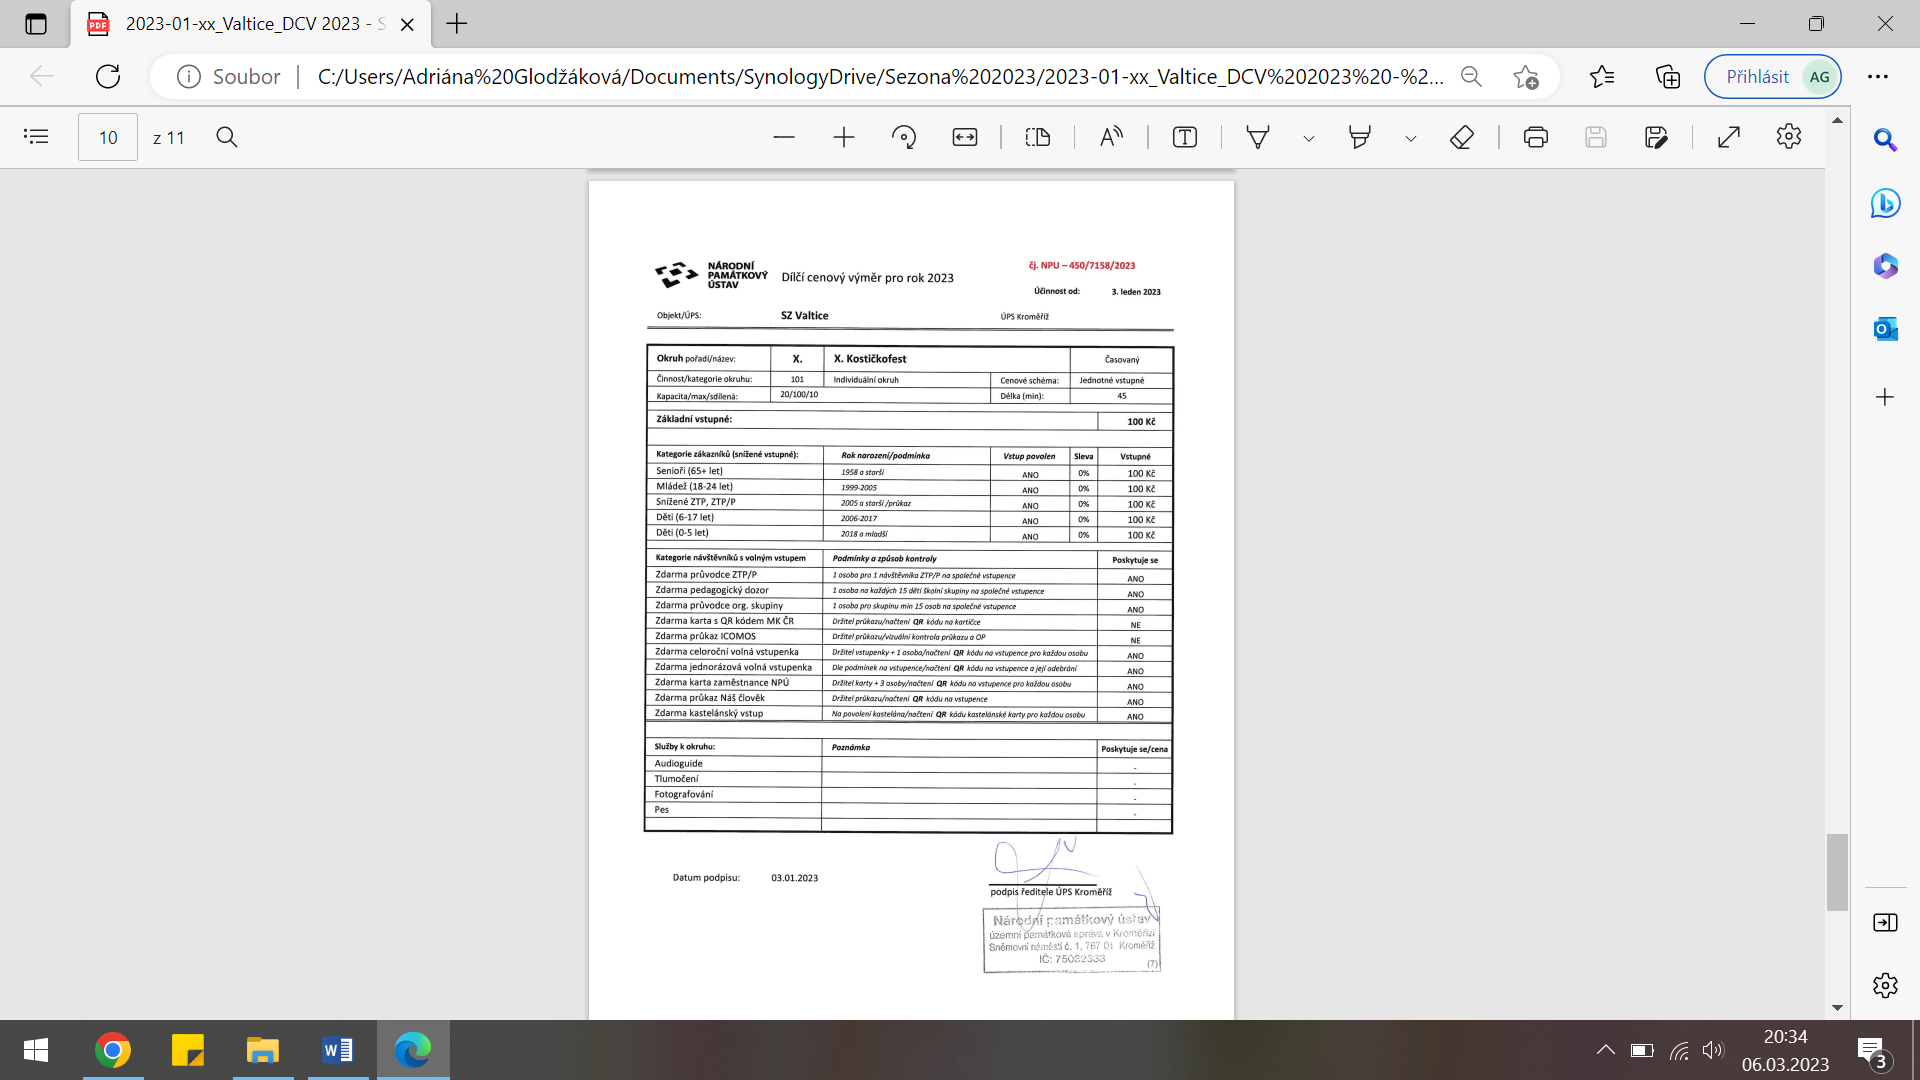 2023-01-xx_Valtice_DCV 2023 - S
Soubor
C:/Users/Adriána%20Glodžáková/Documents/SynologyDrive/Sezona%202023/2023-01-xx_Valtice_DCV%202023%20-%2...
Přihlásit AG
10 z 11
NÁRODNÍ
PAMÁTKOVÝ
ÚSTAV
Dílčí cenový výměr pro rok 2023
čj. NPU – 450/7158/2023
Účinnost od: 3. leden 2023
Objekt/ÚPS: SZ Valtice ÚPS Kroměříž
Okruh pořadí/název: X. X. Kostičkofest Časovaný
Činnost/kategorie okruhu: 101 Individuální okruh Cenové schéma: Jednotné vstupné
Kapacita/max/sdílená: 20/100/10 Délka (min): 45
Základní vstupné: 100 Kč
Kategorie zákazníků (snížené vstupné): Rok narození/podmínka Vstup povolen Sleva Vstupné
Senioři (65+ let) 1958 a starší ANO 0% 100 Kč
Mládež (18-24 let) 1999-2005 ANO 0% 100 Kč
Snížené ZTP, ZTP/P 2005 a starší /průkaz ANO 0% 100 Kč
Děti (6-17 let) 2006-2017 ANO 0% 100 Kč
Děti (0-5 let) 2018 a mladší ANO 0% 100 Kč
Kategorie návštěvníků s volným vstupem Podmínky a způsob kontroly Poskytuje se
Zdarma průvodce ZTP/P 1 osoba pro 1 návštěvníka ZTP/P na společné vstupence ANO
Zdarma pedagogický dozor 1 osoba na každých 15 dětí školní skupiny na společné vstupence ANO
Zdarma průvodce org. skupiny 1 osoba pro skupinu min 15 osob na společné vstupence ANO
Zdarma karta s QR kódem MK ČR Držitel průkazu/načtení QR kódu na kartičce NE
Zdarma průkaz ICOMOS Držitel průkazu/vizuální kontrola průkazu a OP NE
Zdarma celoroční volná vstupenka Držitel vstupenky + 1 osoba/načtení QR kódu na vstupence pro každou osobu ANO
Zdarma jednorázová volná vstupenka Dle podmínek na vstupence/načtení QR kódu na vstupence a její odebrání ANO
Zdarma karta zaměstnance NPÚ Držitel karty + 3 osoby/načtení QR kódu na vstupence pro každou osobu ANO
Zdarma průkaz Náš člověk Držitel průkazu/načtení QR kódu na vstupence ANO
Zdarma kastelánský vstup Na povolení kastelána/načtení QR kódu kastelánské karty pro každou osobu ANO
Služby k okruhu: Poznámka Poskytuje se/cena
Audioguide -
Tlumočení -
Fotografování -
Pes -
Datum podpisu: 03.01.2023
podpis ředitele ÚPS Kroměříž
Národní památkový ústav
územní památková správa v Kroměříži
Sněmovní náměstí č. 1, 767 01 Kroměříž
IČ: 75032333
(7)
20:34
06.03.2023
3